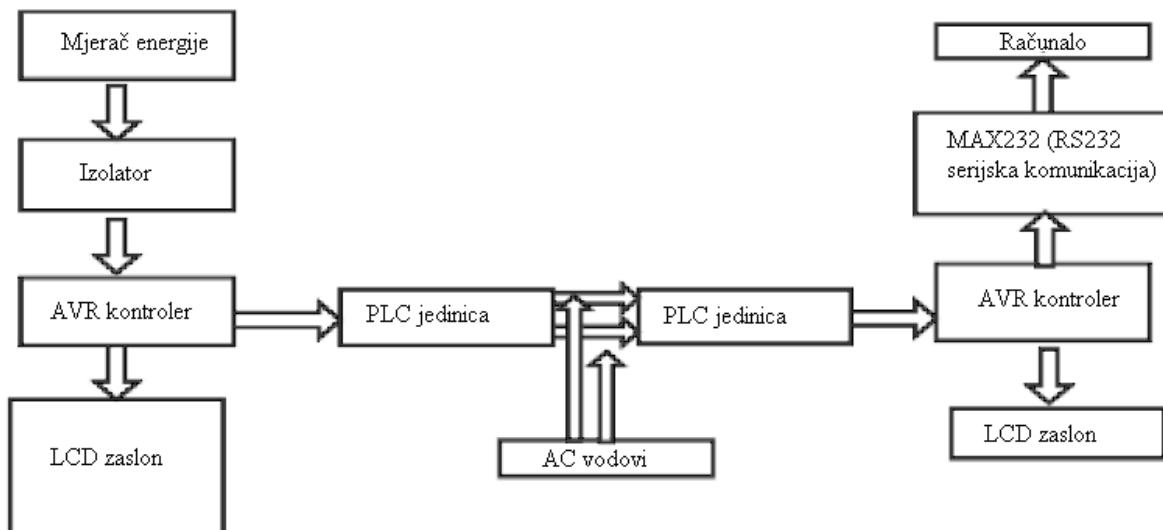 Mjerač energije
Izolator
AVR kontroler
LCD zaslon
PLC jedinica
AC vodovi
PLC jedinica
Računalo
MAX232 (RS232
serijska komunikacija)
AVR kontroler
LCD zaslon